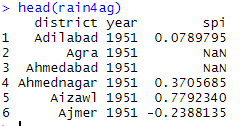 > head(rain4ag)
district year spi
1 Adilabad 1951 0.0789795
2 Agra 1951 NaN
3 Ahmedabad 1951 NaN
4 Ahmednagar 1951 0.3705685
5 Aizawl 1951 0.7792340
6 Ajmer 1951 -0.2388135